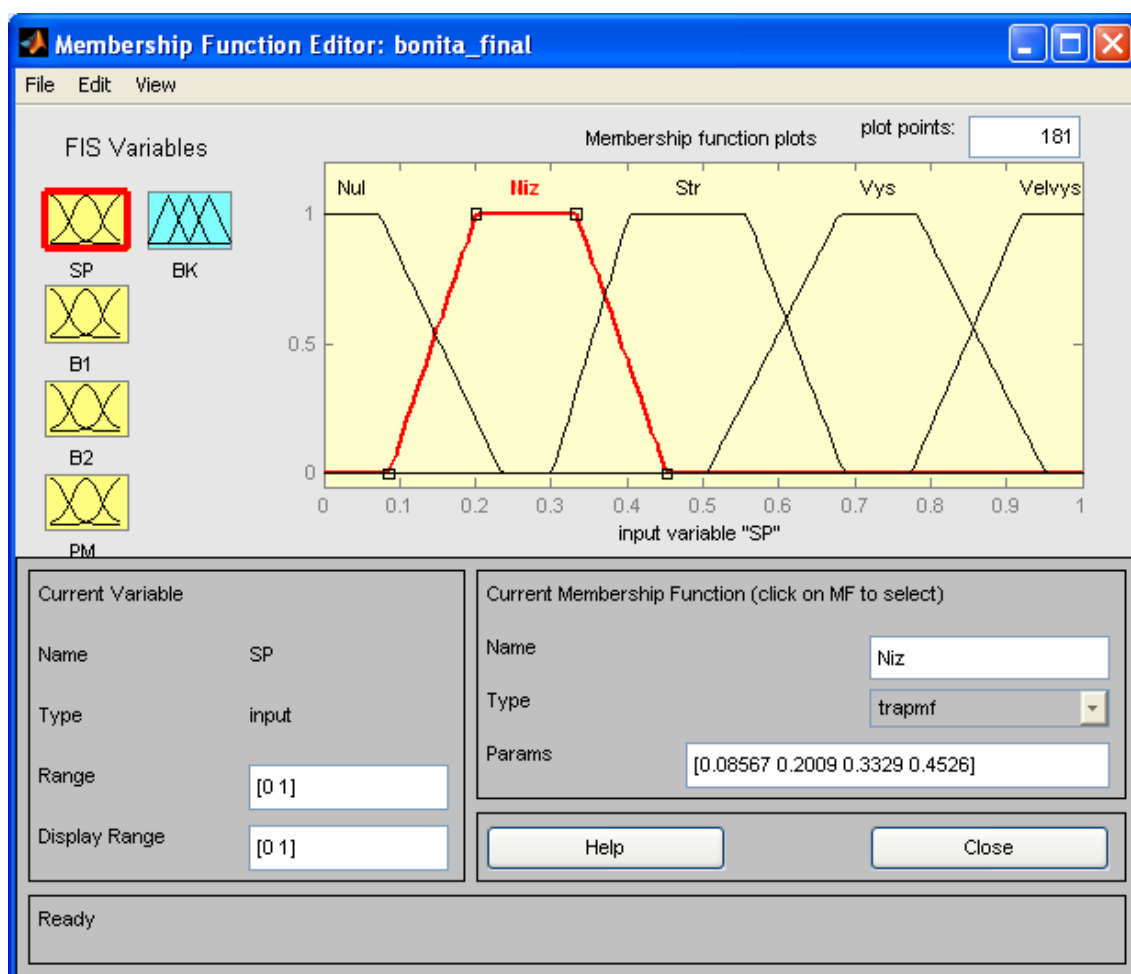 Membership Function Editor: bonita_final
File Edit View
FIS Variables
Membership function plots
plot points:
181
SP
BK
B1
B2
PM
Nul
Niz
Str
Vys
Velvys
1
0.5
0
0 0.1 0.2 0.3 0.4 0.5 0.6 0.7 0.8 0.9 1
input variable "SP"
Current Variable
Name SP
Type input
Range [0 1]
Display Range [0 1]
Current Membership Function (click on MF to select)
Name Niz
Type trapmf
Params [0.08567 0.2009 0.3329 0.4526]
Help
Close
Ready